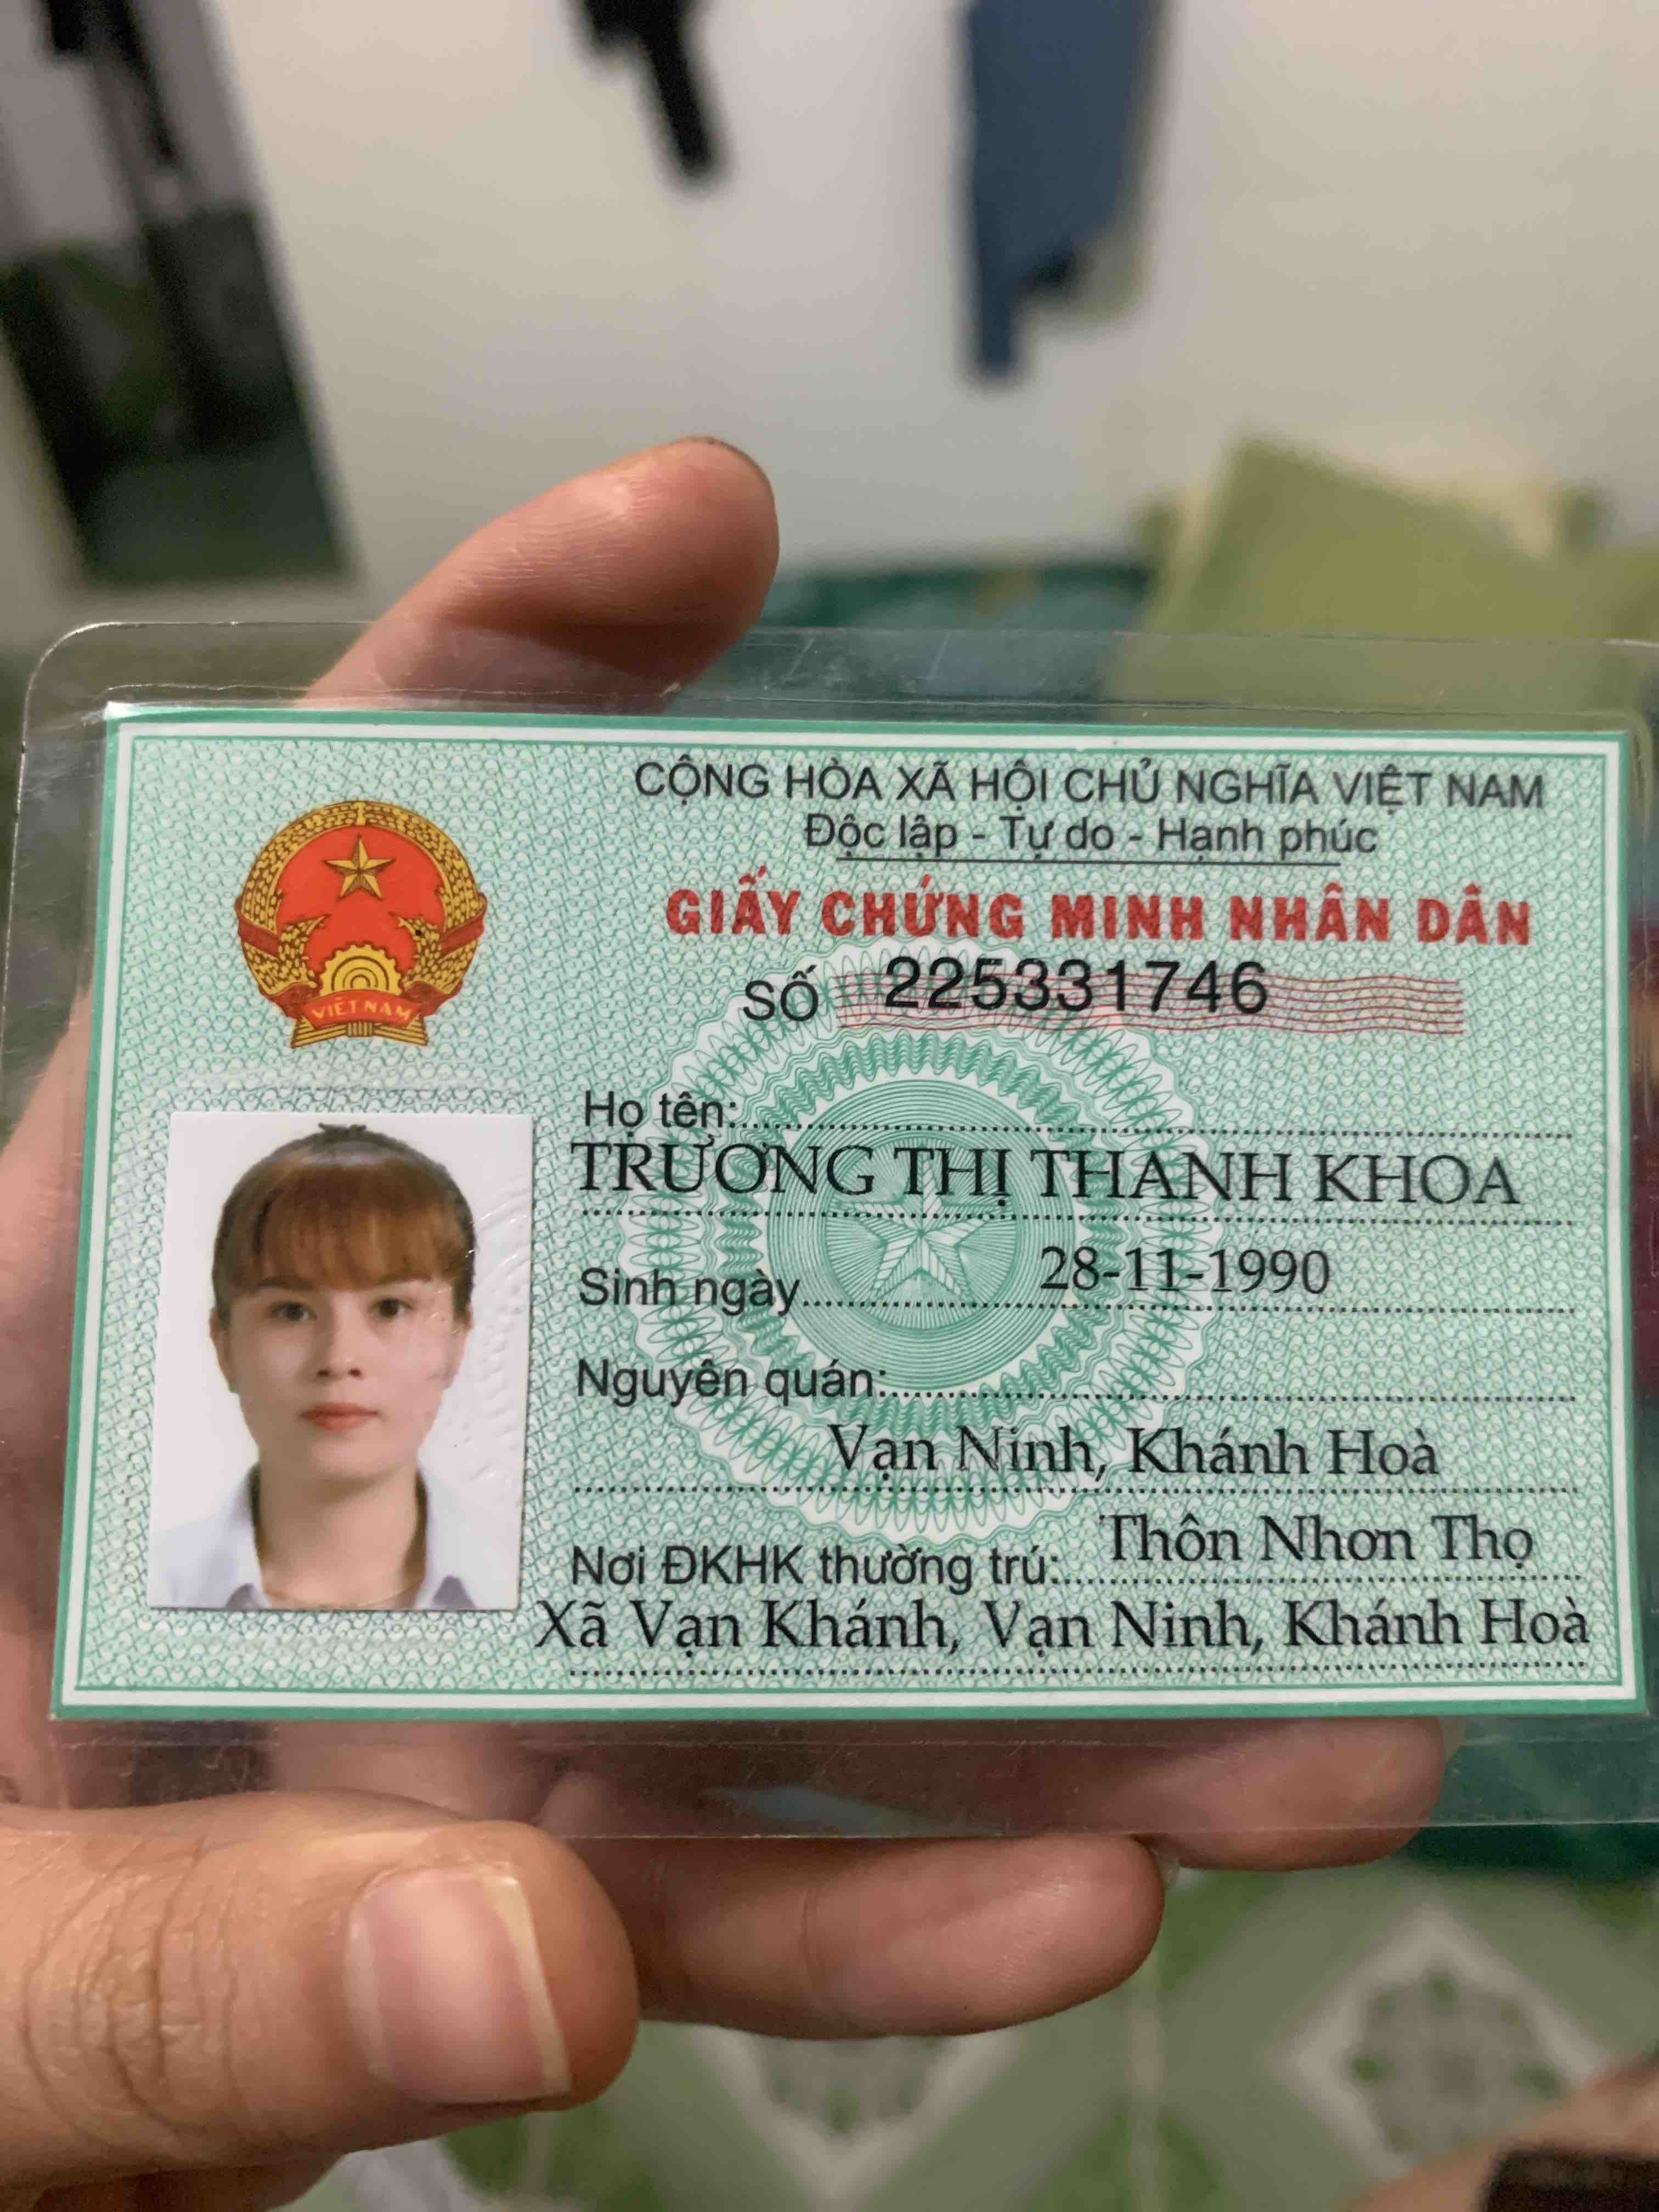 CỘNG HÒA XÃ HỘI CHỦ NGHĨA VIỆT NAM
Độc lập - Tự do - Hạnh phúc
GIẤY CHỨNG MINH NHÂN DÂN
SỐ 225331746
VIỆT NAM
Họ tên:
TRƯƠNG THỊ THANH KHOA
Sinh ngày 28-11-1990
Nguyên quán:
Vạn Ninh, Khánh Hoà
Nơi ĐKHK thường trú: Thôn Nhơn Thọ
Xã Vạn Khánh, Vạn Ninh, Khánh Hoà